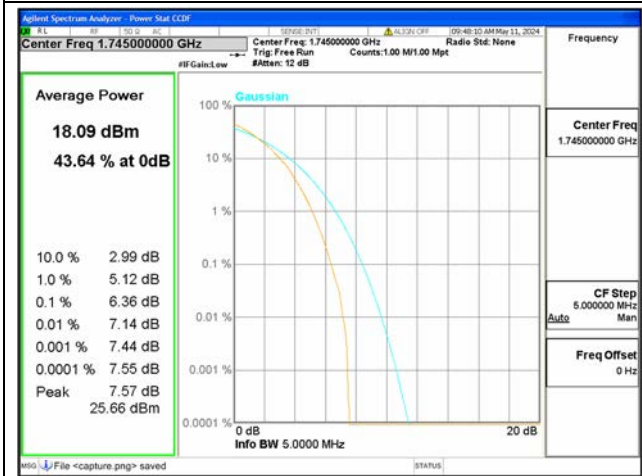 Agilent Spectrum Analyzer - Power Stat CCDF
RL RF 50 Ω AC SENSE:INT ALIGN OFF 09:48:10 AM May 11, 2024
Center Freq 1.745000000 GHz
Center Freq: 1.745000000 GHz Radio Std: None
Trig: Free Run Counts:1.00 M/1.00 Mpt
#IFGain:Low #Atten: 12 dB
Frequency
Average Power
18.09 dBm
43.64 % at 0dB
10.0 % 2.99 dB
1.0 % 5.12 dB
0.1 % 6.36 dB
0.01 % 7.14 dB
0.001 % 7.44 dB
0.0001 % 7.55 dB
Peak 7.57 dB
25.66 dBm
Gaussian
100 %
10 %
1 %
0.1 %
0.01 %
0.001 %
0.0001 %
0 dB 20 dB
Info BW 5.0000 MHz
Center Freq
1.745000000 GHz
CF Step
5.000000 MHz
Auto Man
Freq Offset
0 Hz
MSG File <capture.png> saved STATUS